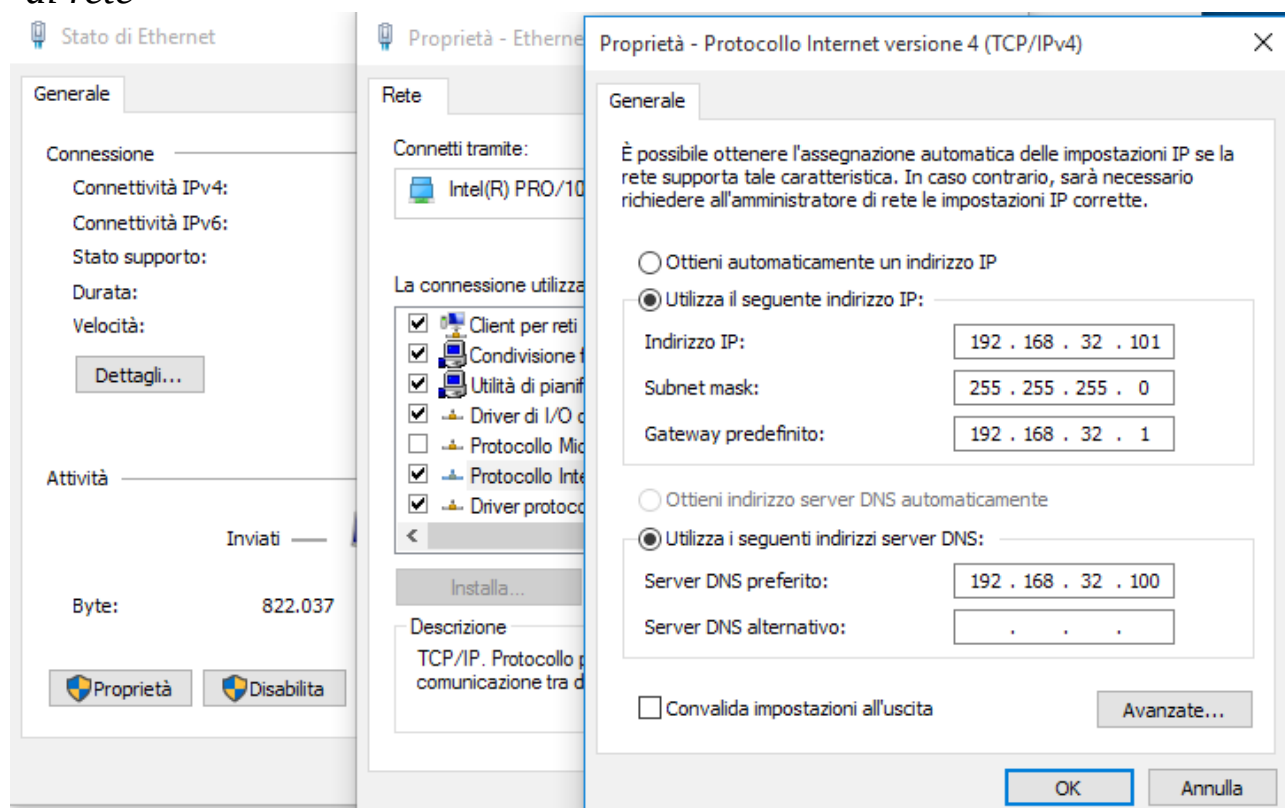 di rete
Stato di Ethernet
Generale
Connessione
Connettività IPv4:
Connettività IPv6:
Stato supporto:
Durata:
Velocità:
Dettagli...
Attività
Inviati
Byte: 822.037
Proprietà Disabilita
Proprietà - Etherne
Rete
Connetti tramite:
Intel(R) PRO/10
La connessione utilizza
Client per reti
Condivisione f
Utilità di pianif
Driver di I/O d
Protocollo Mic
Protocollo Inte
Driver protoco
Installa...
Descrizione
TCP/IP. Protocollo p
comunicazione tra d
Proprietà - Protocollo Internet versione 4 (TCP/IPv4)
Generale
È possibile ottenere l'assegnazione automatica delle impostazioni IP se la
rete supporta tale caratteristica. In caso contrario, sarà necessario
richiedere all'amministratore di rete le impostazioni IP corrette.
Ottieni automaticamente un indirizzo IP
Utilizza il seguente indirizzo IP:
Indirizzo IP: 192 . 168 . 32 . 101
Subnet mask: 255 . 255 . 255 . 0
Gateway predefinito: 192 . 168 . 32 . 1
Ottieni indirizzo server DNS automaticamente
Utilizza i seguenti indirizzi server DNS:
Server DNS preferito: 192 . 168 . 32 . 100
Server DNS alternativo: . . .
Convalida impostazioni all'uscita
Avanzate...
OK Annulla